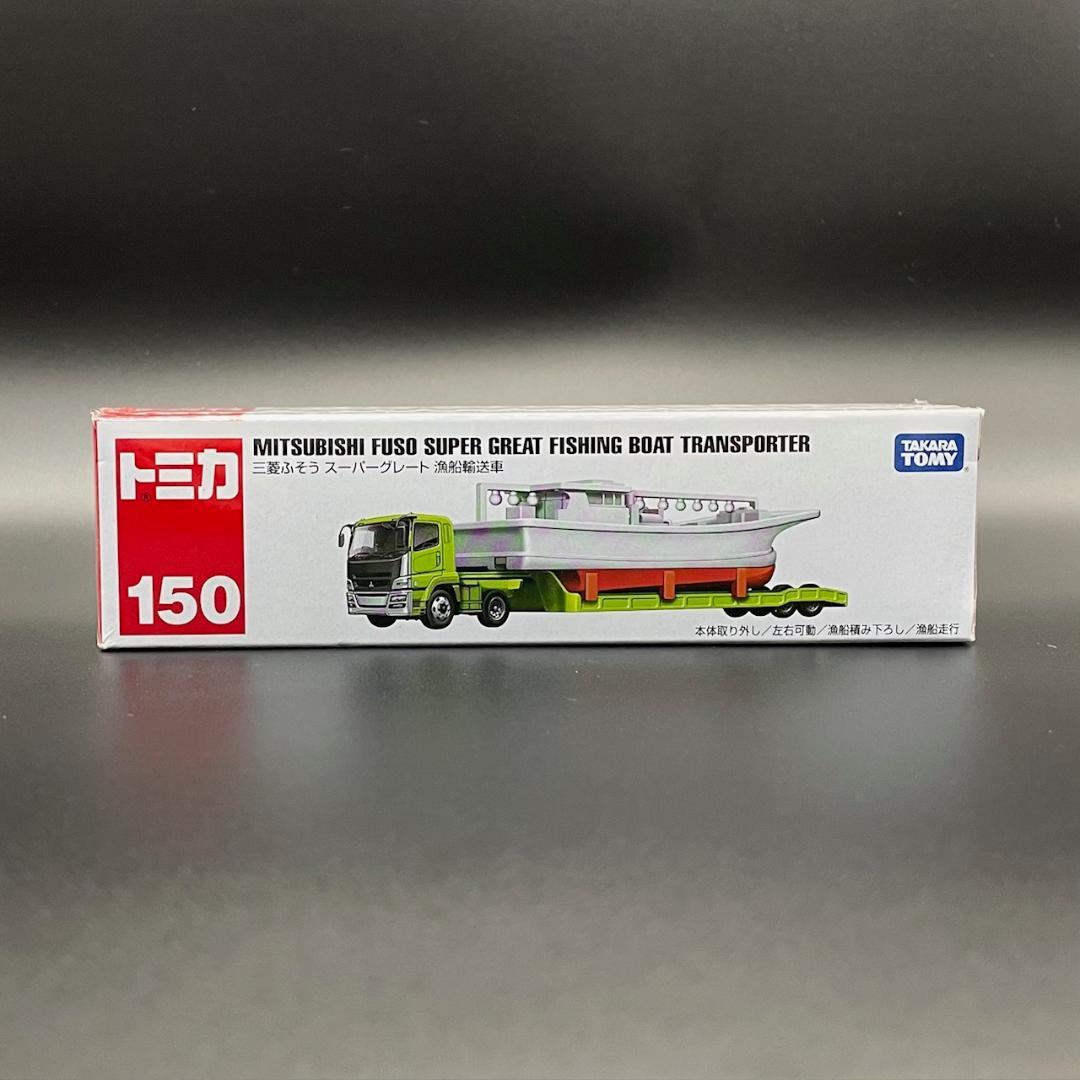 トミカ
®
150
MITSUBISHI FUSO SUPER GREAT FISHING BOAT TRANSPORTER
三菱ふそう スーパーグレート 漁船輸送車
TAKARA
TOMY
®
本体取り外し／左右可動／漁船積み下ろし／漁船走行